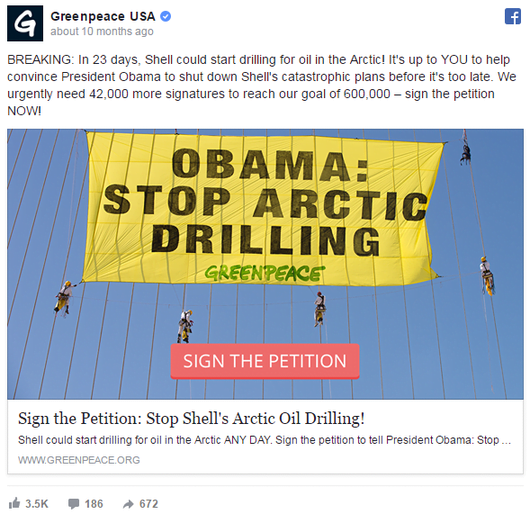 Greenpeace USA
about 10 months ago
BREAKING: In 23 days, Shell could start drilling for oil in the Arctic! It's up to YOU to help
convince President Obama to shut down Shell's catastrophic plans before it's too late. We
urgently need 42,000 more signatures to reach our goal of 600,000 – sign the petition
NOW!
OBAMA:
STOP ARCTIC
DRILLING
GREENPEACE
SIGN THE PETITION
Sign the Petition: Stop Shell's Arctic Oil Drilling!
Shell could start drilling for oil in the Arctic ANY DAY. Sign the petition to tell President Obama: Stop ...
WWW.GREENPEACE.ORG
3.5K 186 672